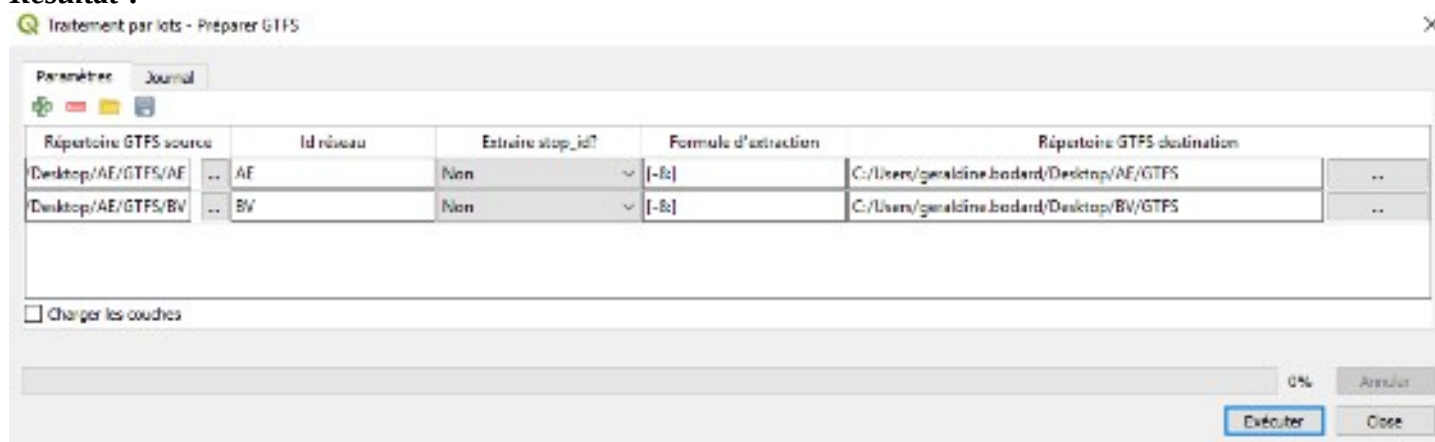 Résultat :
Traitement par lots - Préparer GTFS
Paramètres Journal
Répertoire GTFS source Id réseau Extraire stop_id? Formule d'extraction Répertoire GTFS destination
/Desktop/AE/GTFS/AE ... AE Non [-&] C:/Users/geraldine.bodard/Desktop/AE/GTFS ...
/Desktop/AE/GTFS/BV ... BV Non [-&] C:/Users/geraldine.bodard/Desktop/BV/GTFS ...
Charger les couches
0% Annuler
Exécuter Close